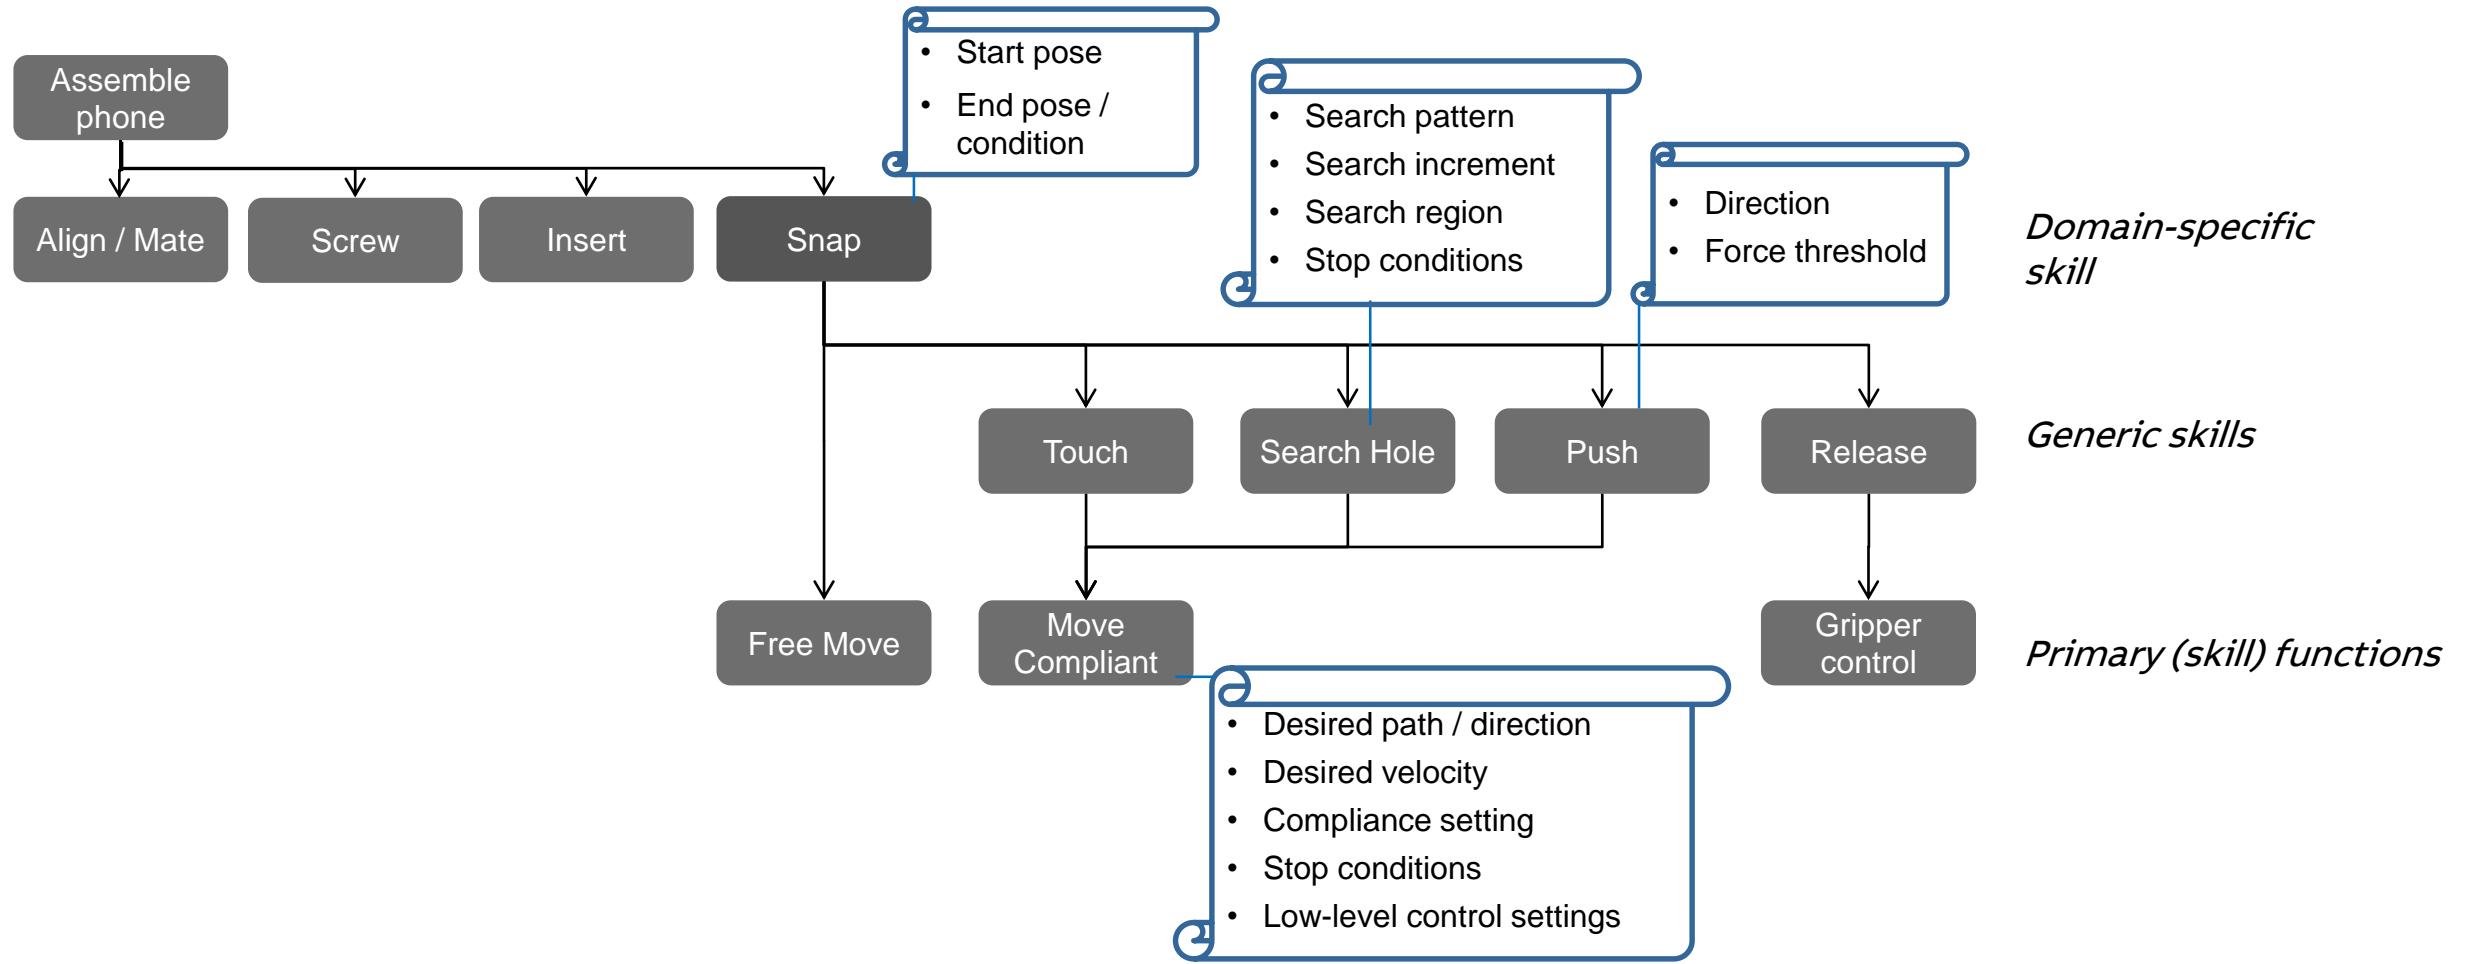 Assemble
phone
Align / Mate
Screw
Insert
Snap
• Start pose
• End pose /
condition
• Search pattern
• Search increment
• Search region
• Stop conditions
• Direction
• Force threshold
Domain-specific
skill
Touch
Search Hole
Push
Release
Generic skills
Free Move
Move
Compliant
Gripper
control
Primary (skill) functions
• Desired path / direction
• Desired velocity
• Compliance setting
• Stop conditions
• Low-level control settings